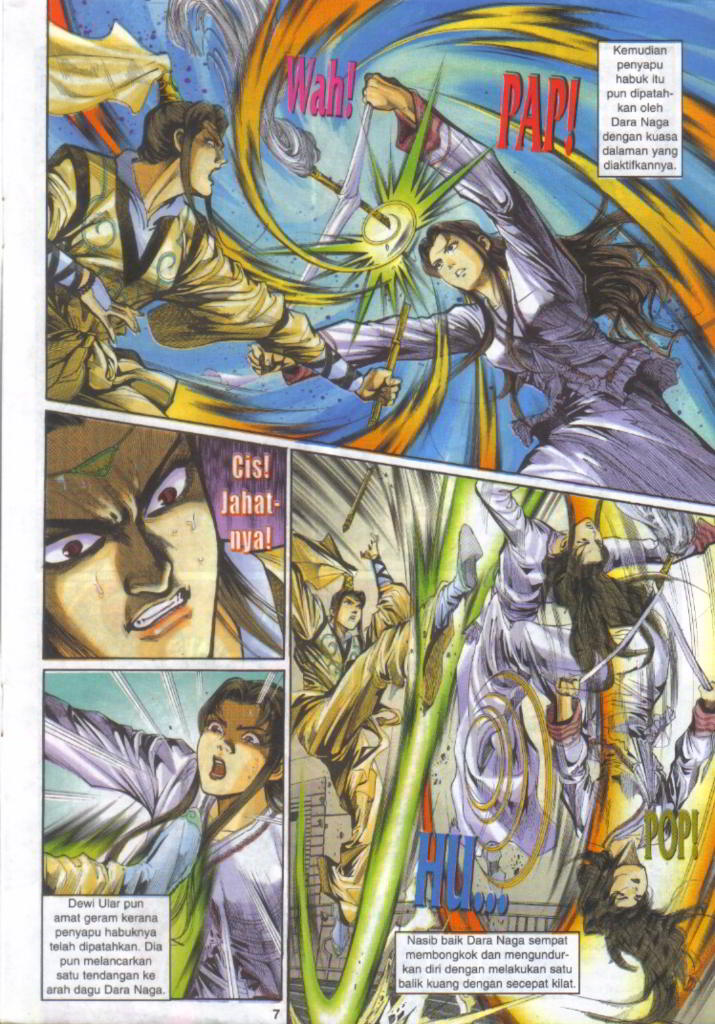 Wah!
PAP!
Kemudian
penyapu
habuk itu
pun dipatah-
kan oleh
Dara Naga
dengan kuasa
dalaman yang
diaktifkannya.
Cis!
Jahat-
nya!
Dewi Ular pun
amat geram kerana
penyapu habuknya
telah dipatahkan. Dia
pun melancarkan
satu tendangan ke
arah dagu Dara Naga.
POP!
HU...
Nasib baik Dara Naga sempat
membongkok dan mengundur-
kan diri dengan melakukan satu
balik kuang dengan secepat kilat.
7